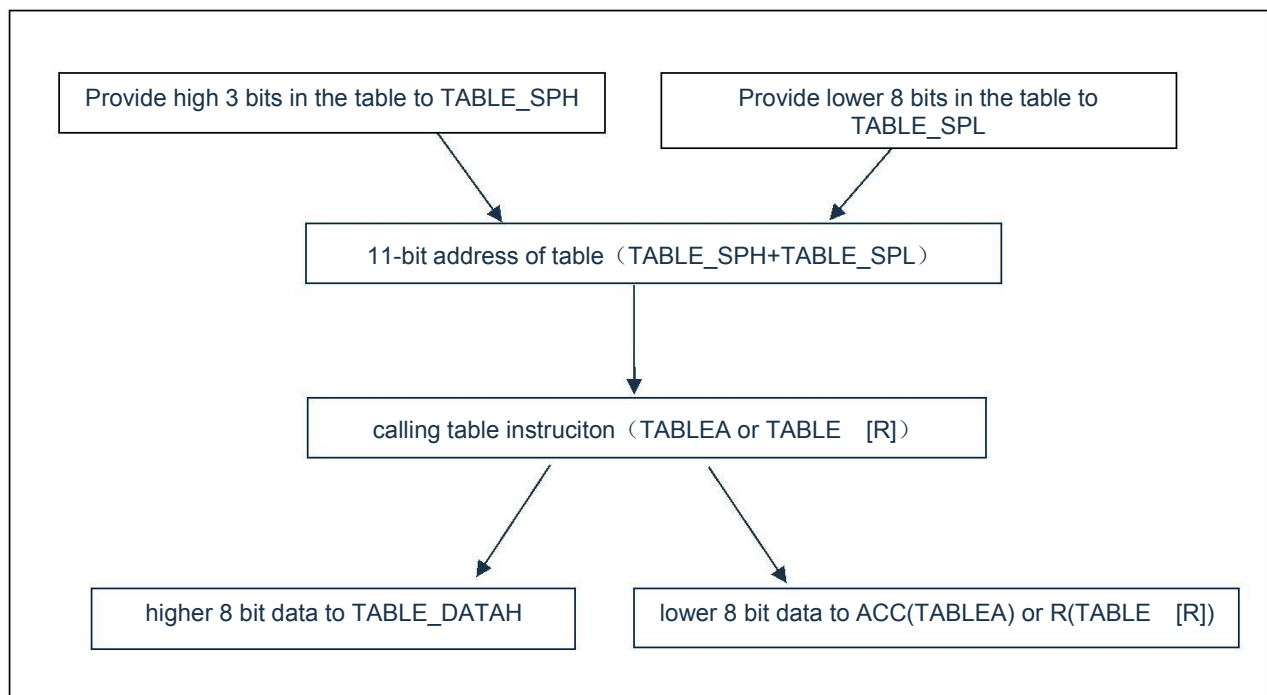 Provide high 3 bits in the table to TABLE_SPH
Provide lower 8 bits in the table to
TABLE_SPL
11-bit address of table（TABLE_SPH+TABLE_SPL）
calling table instruciton（TABLEA or TABLE [R]）
higher 8 bit data to TABLE_DATAH
lower 8 bit data to ACC(TABLEA) or R(TABLE [R])